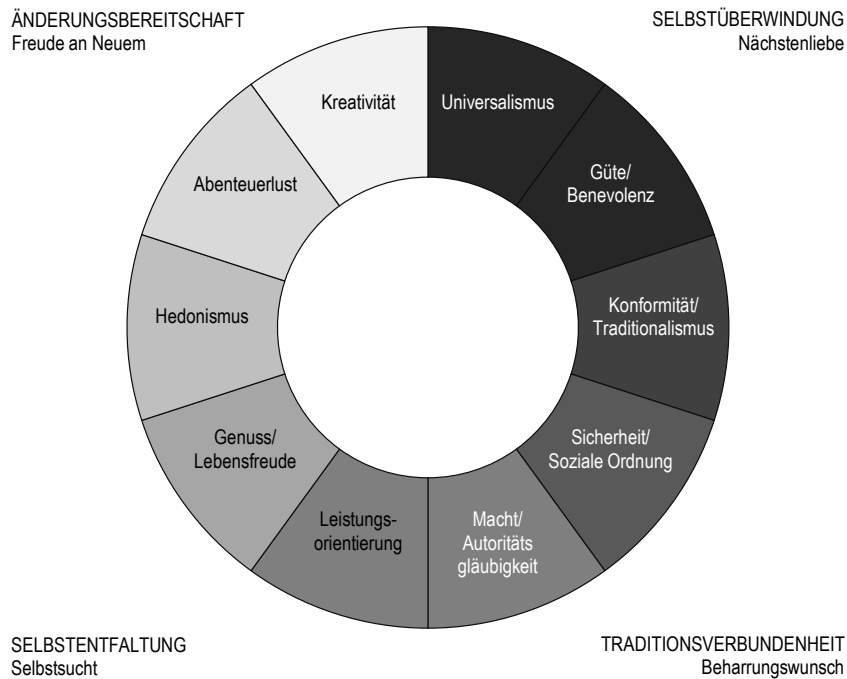 ÄNDERUNGSBEREITSCHAFT
Freude an Neuem
SELBSTÜBERWINDUNG
Nächstenliebe
Kreativität
Universalismus
Abenteuerlust
Güte/
Benevolenz
Hedonismus
Konformität/
Traditionalismus
Genuss/
Lebensfreude
Sicherheit/
Soziale Ordnung
Leistungs-
orientierung
Macht/
Autoritäts
gläubigkeit
SELBSTENTFALTUNG
Selbstsucht
TRADITIONSVERBUNDENHEIT
Beharrungswunsch